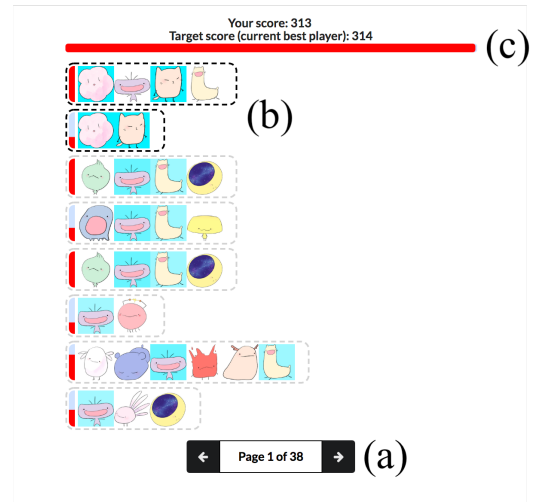 Your score: 313
Target score (current best player): 314
(c)
(b)
Page 1 of 38
(a)